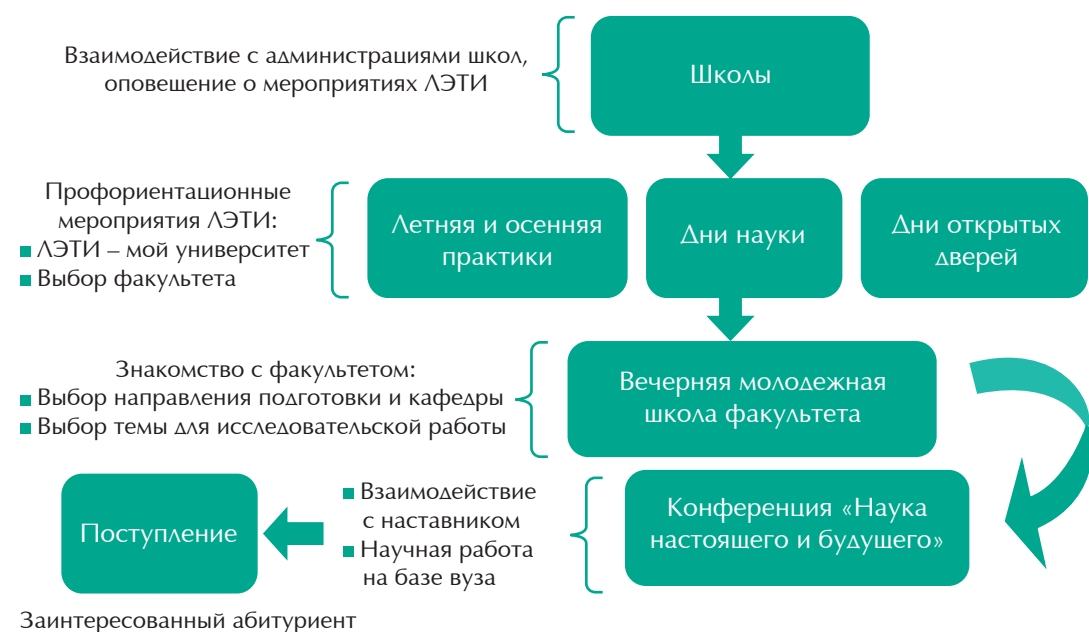 Взаимодействие с администрациями школ,
оповещение о мероприятиях ЛЭТИ
Школы
Профориентационные
мероприятия ЛЭТИ:
■ ЛЭТИ – мой университет
■ Выбор факультета
Летняя и осенняя
практики
Дни науки
Дни открытых
дверей
Знакомство с факультетом:
■ Выбор направления подготовки и кафедры
■ Выбор темы для исследовательской работы
Вечерняя молодежная
школа факультета
Поступление
■ Взаимодействие
с наставником
■ Научная работа
на базе вуза
Конференция «Наука
настоящего и будущего»
Заинтересованный абитуриент